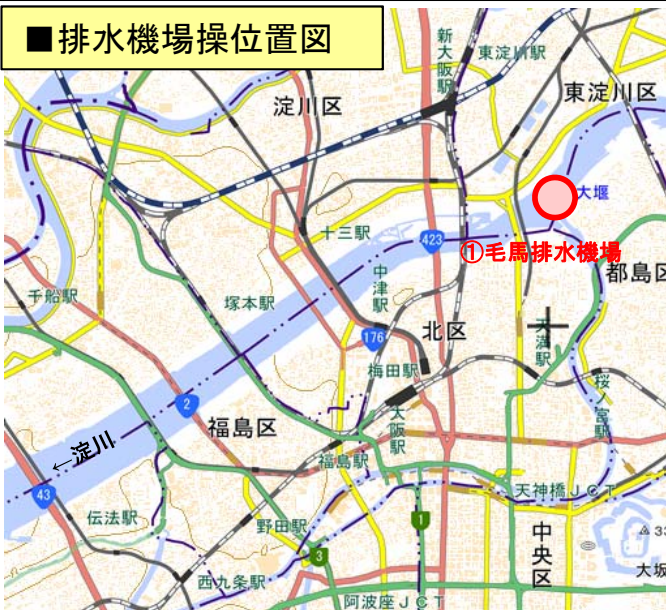 ■排水機場操位置図
新大阪駅
東淀川駅
淀川区
東淀川区
大堰
十三駅
423
①毛馬排水機場
都島区
千船駅
塚本駅
中津駅
176
北区
天満駅
梅田駅
桜ノ宮駅
2
福島区
大阪駅
←淀川
福島駅
43
天神橋JCT
伝法駅
野田駅
1
中央区
3
33
西九条駅
大坂
阿波座JCT